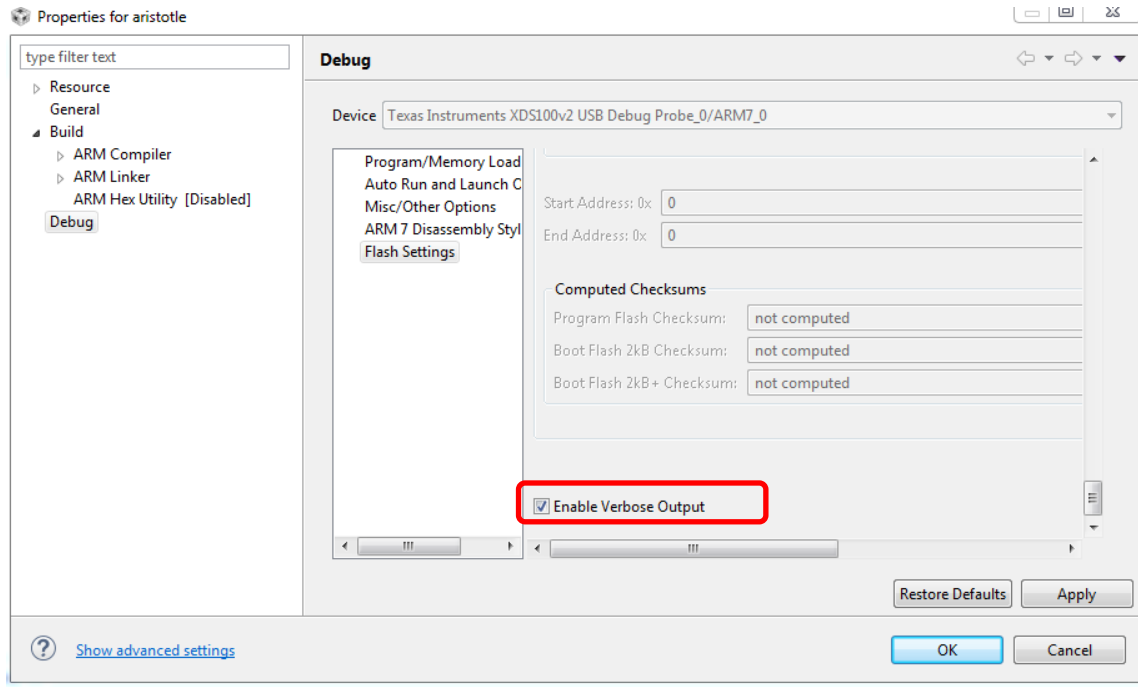 Properties for aristotle
type filter text
Resource
General
Build
ARM Compiler
ARM Linker
ARM Hex Utility [Disabled]
Debug
Debug
Device Texas Instruments XDS100v2 USB Debug Probe_0/ARM7_0
Program/Memory Load
Auto Run and Launch O
Misc/Other Options
ARM 7 Disassembly Styl
Flash Settings
Start Address: 0x 0
End Address: 0x 0
Computed Checksums
Program Flash Checksum: not computed
Boot Flash 2kB Checksum: not computed
Boot Flash 2kB+ Checksum: not computed
Enable Verbose Output
Restore Defaults Apply
? Show advanced settings OK Cancel